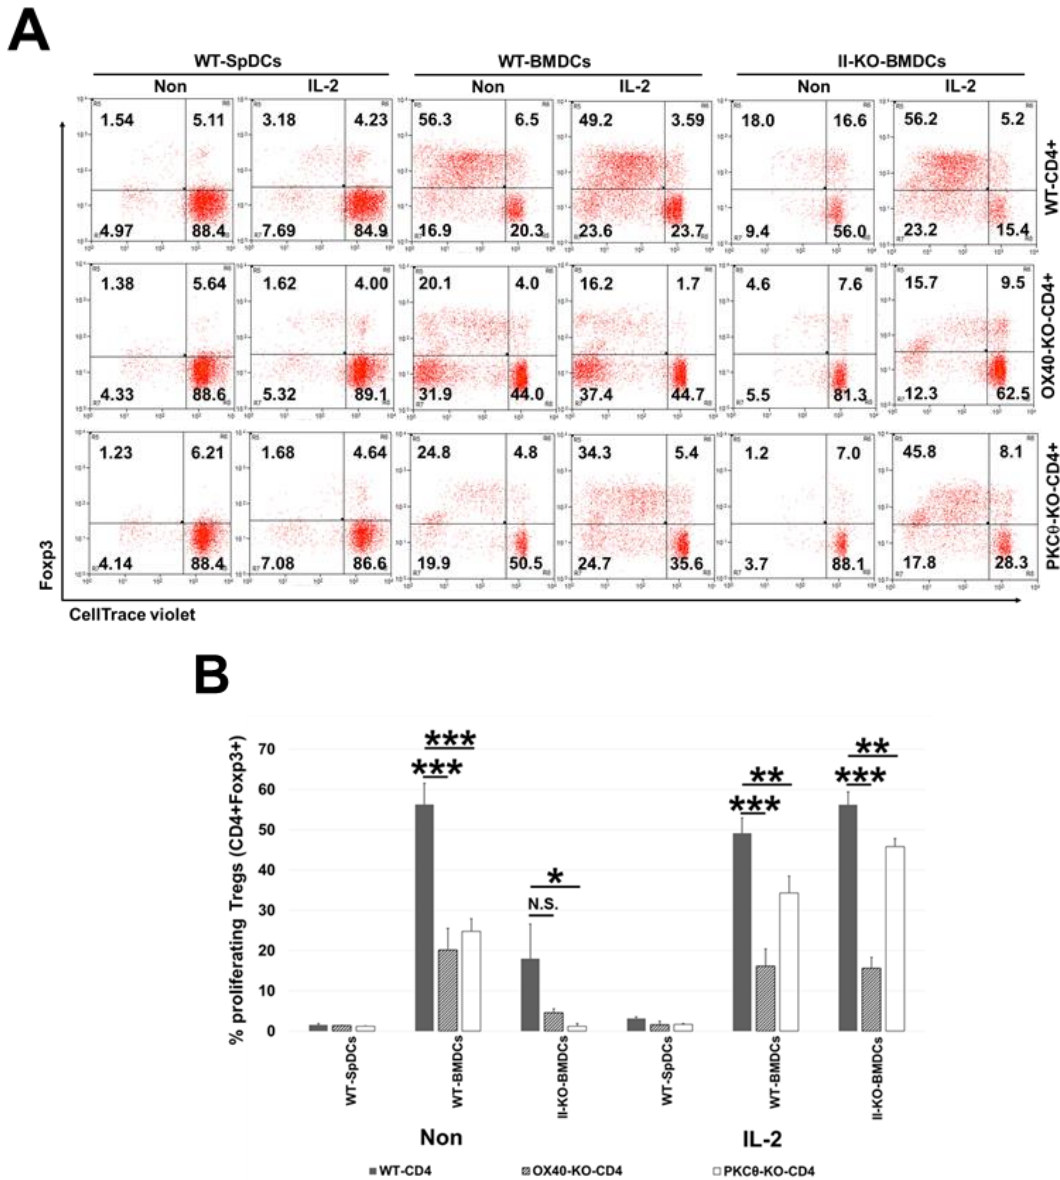 A
WT-SpDCs WT-BMDCs II-KO-BMDCs
Non IL-2 Non IL-2 Non IL-2
1.54 5.11 3.18 4.23 56.3 6.5 49.2 3.59 18.0 16.6 56.2 5.2
WT-CD4+
4.97 88.4 7.69 84.9 16.9 20.3 23.6 23.7 9.4 56.0 23.2 15.4
1.38 5.64 1.62 4.00 20.1 4.0 16.2 1.7 4.6 7.6 15.7 9.5
OX40-KO-CD4+
4.33 88.6 5.32 89.1 31.9 44.0 37.4 44.7 5.5 81.3 12.3 62.5
1.23 6.21 1.68 4.64 24.8 4.8 34.3 5.4 1.2 7.0 45.8 8.1
PKCθ-KO-CD4+
4.14 88.4 7.08 86.6 19.9 50.5 24.7 35.6 3.7 88.1 17.8 28.3
Foxp3
CellTrace violet
B
% proliferating Tregs (CD4+Foxp3+)
70
60
50
40
30
20
10
0
***
***
*
N.S.
**
***
**
***
WT-SpDCs
WT-BMDCs
II-KO-BMDCs
WT-SpDCs
WT-BMDCs
II-KO-BMDCs
Non IL-2
WT-CD4 OX40-KO-CD4 PKCθ-KO-CD4